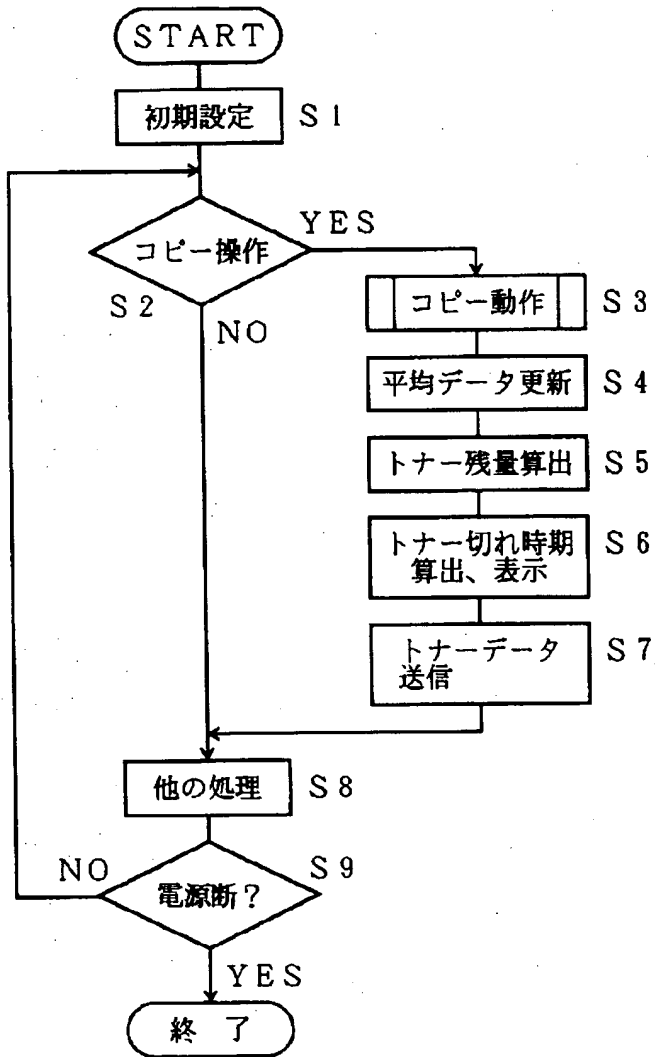 START
初期設定 S1
コピー操作
YES
S2
NO
コピー動作 S3
平均データ更新 S4
トナー残量算出 S5
トナー切れ時期
算出、表示
S6
トナーデータ
送信
S7
他の処理 S8
電源断？
S9
NO
YES
終了